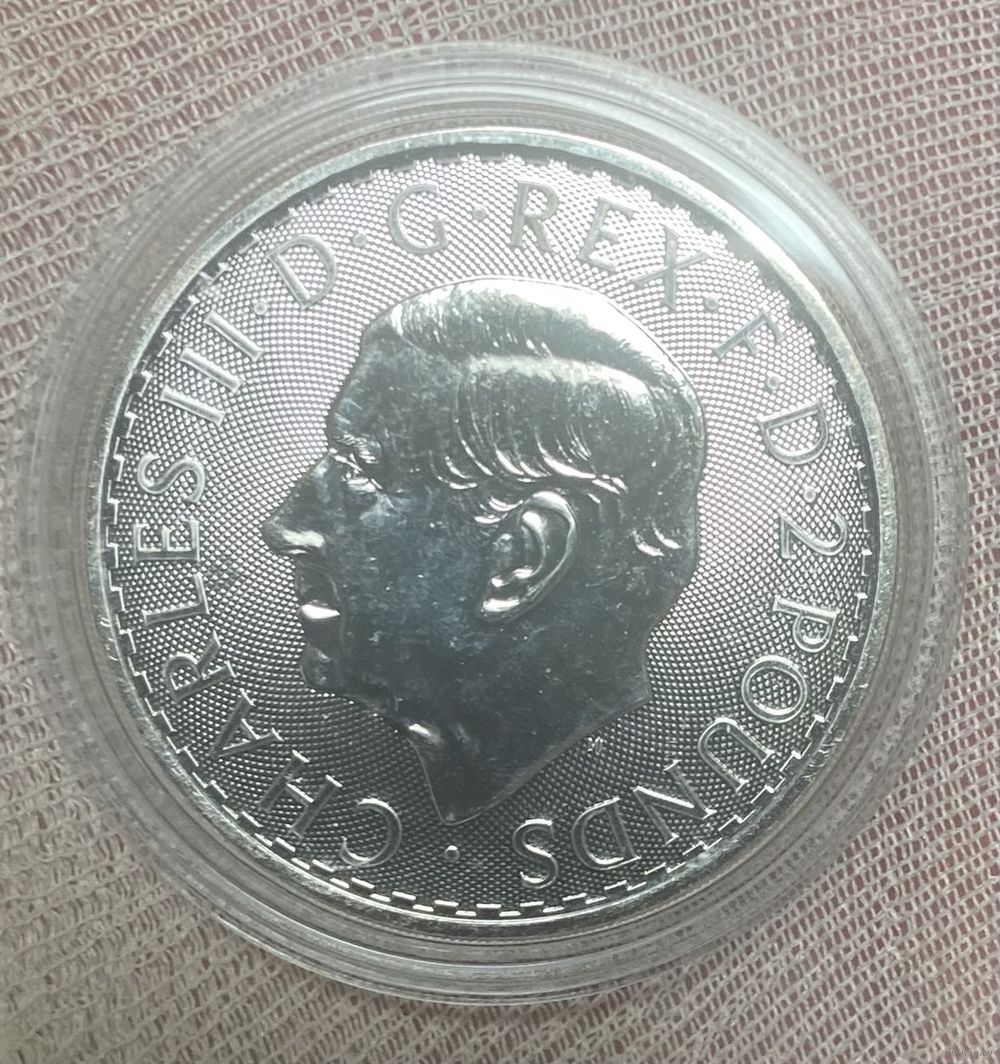 CHARLES III · D · G · REX · F · D · 2 POUNDS ·